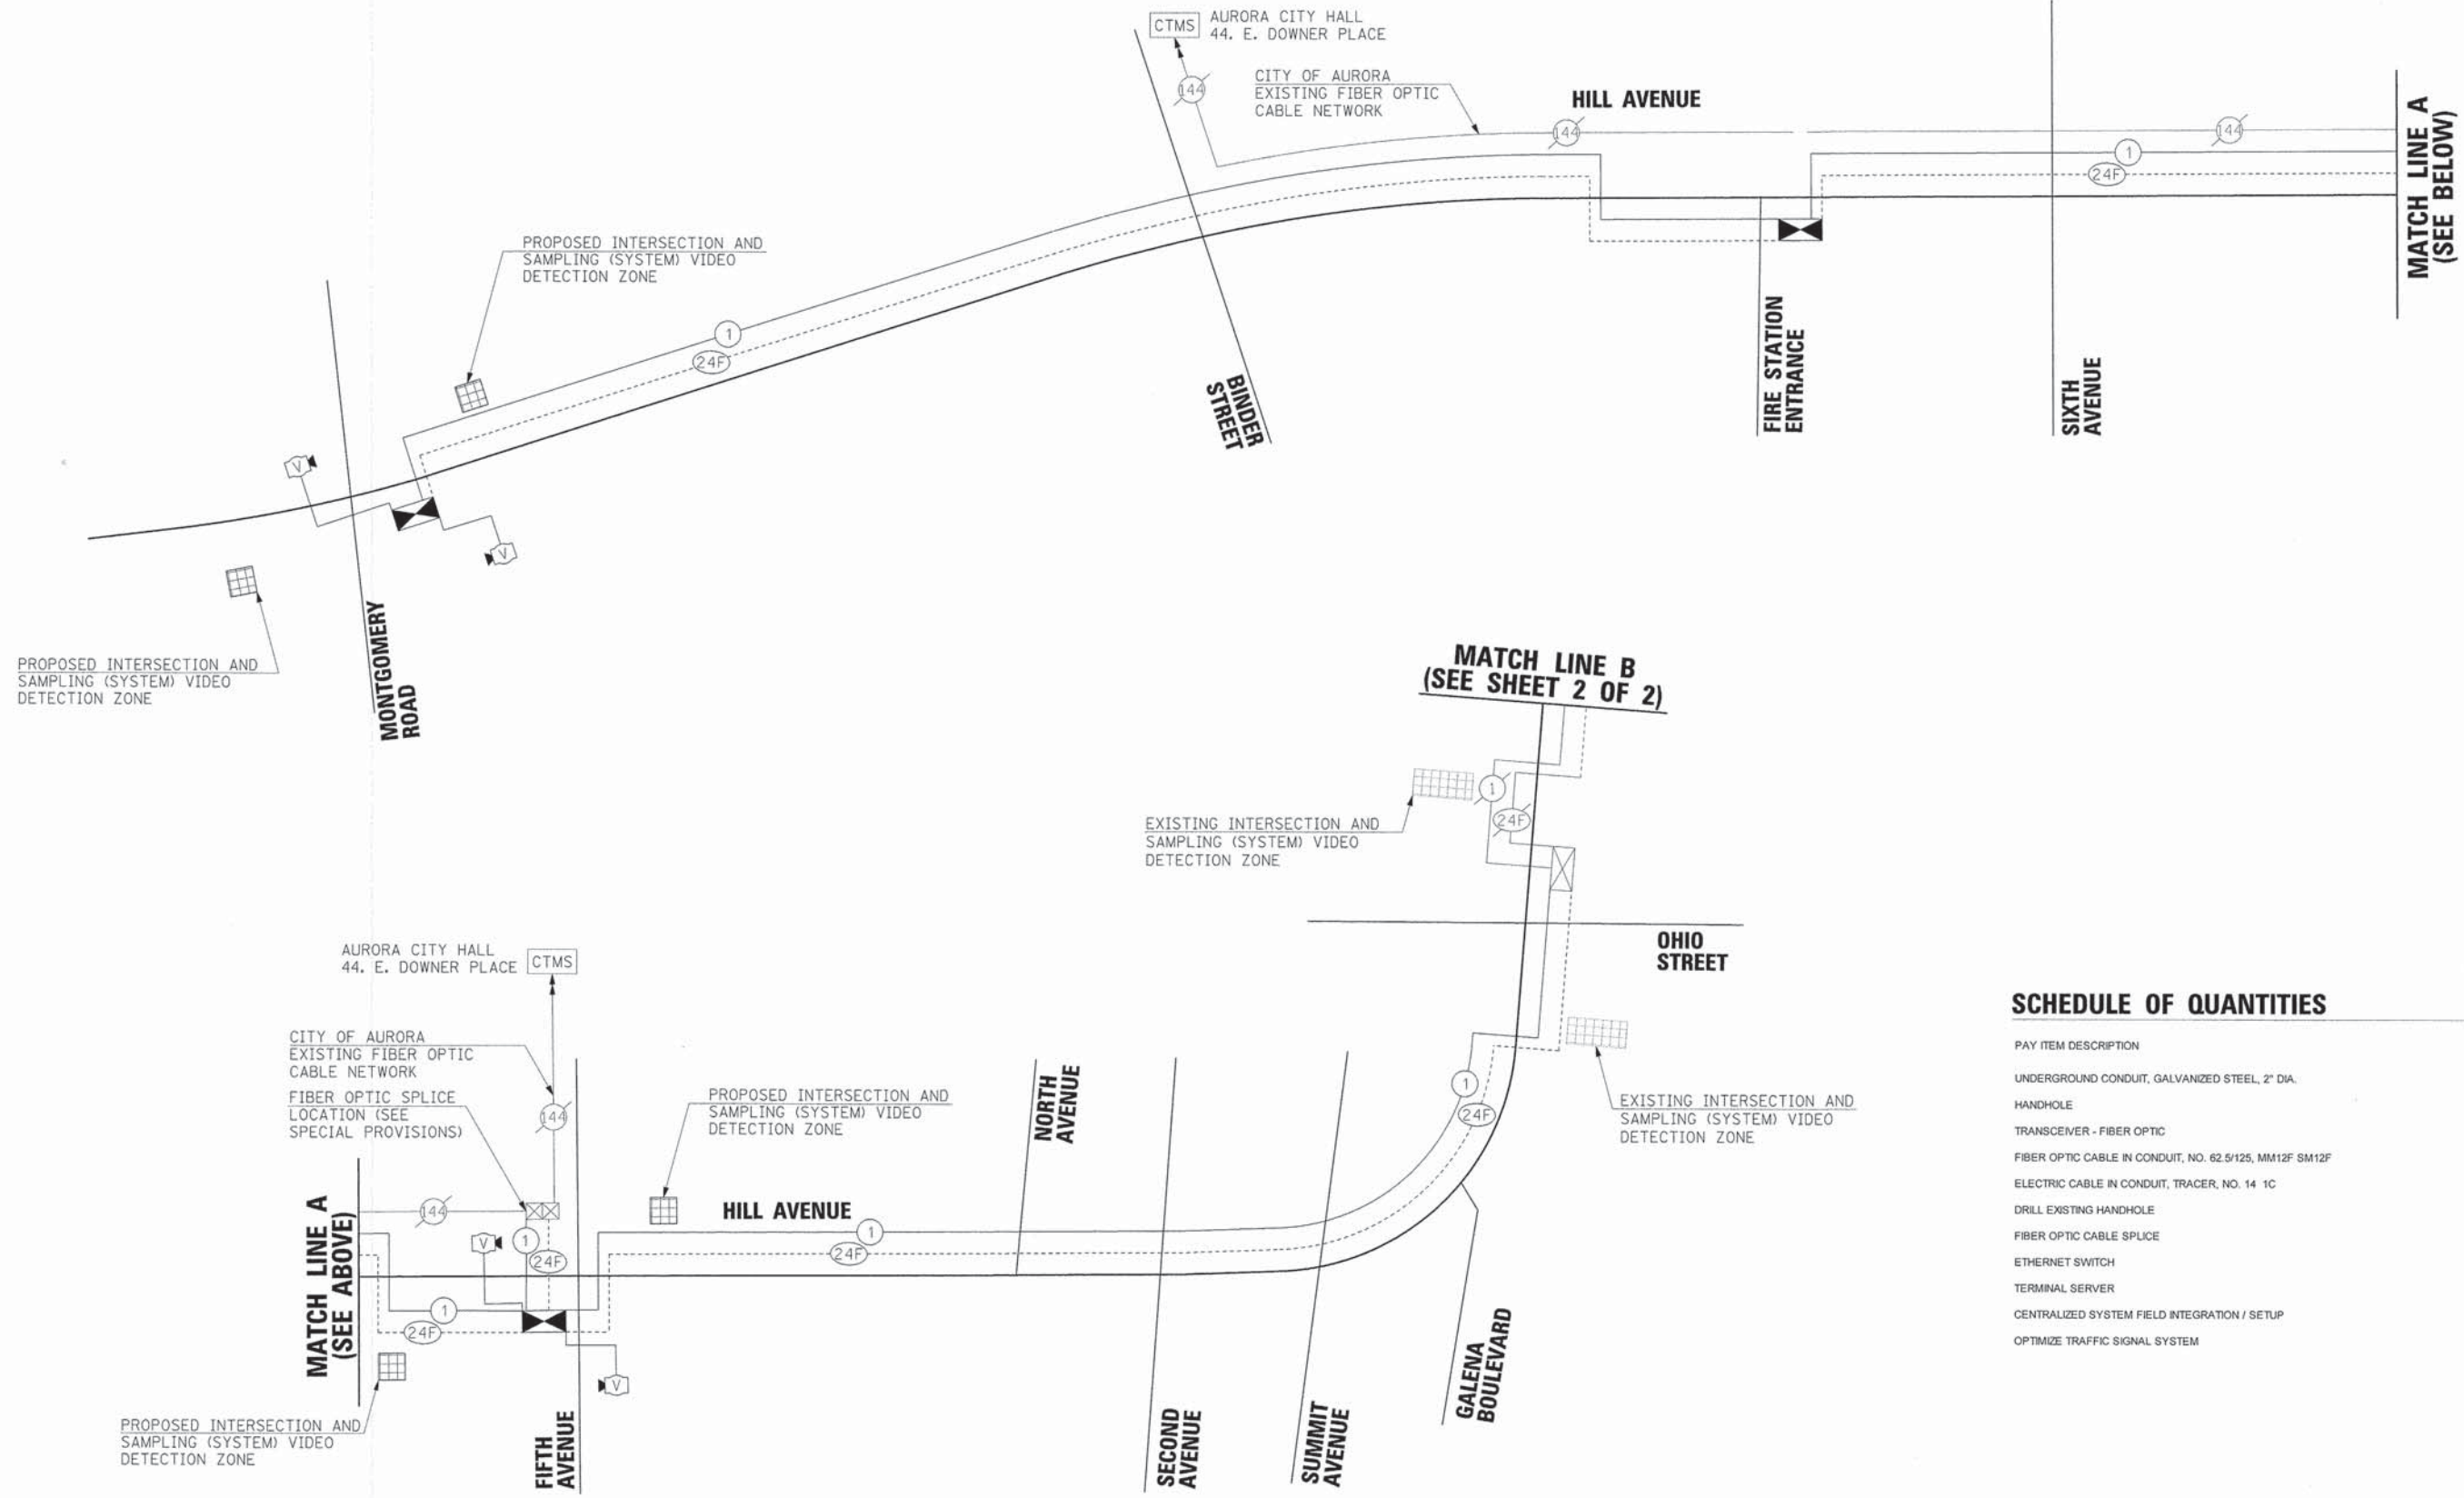 CTMS
AURORA CITY HALL
44. E. DOWNER PLACE
144
CITY OF AURORA
EXISTING FIBER OPTIC
CABLE NETWORK
HILL AVENUE
144
144
1
24F
MATCH LINE A
(SEE BELOW)
PROPOSED INTERSECTION AND
SAMPLING (SYSTEM) VIDEO
DETECTION ZONE
1
24F
BINDER
STREET
FIRE STATION
ENTRANCE
SIXTH
AVENUE
V
V
PROPOSED INTERSECTION AND
SAMPLING (SYSTEM) VIDEO
DETECTION ZONE
MONTGOMERY
ROAD
MATCH LINE B
(SEE SHEET 2 OF 2)
1
24F
EXISTING INTERSECTION AND
SAMPLING (SYSTEM) VIDEO
DETECTION ZONE
OHIO
STREET
AURORA CITY HALL
44. E. DOWNER PLACE
CTMS
CITY OF AURORA
EXISTING FIBER OPTIC
CABLE NETWORK
FIBER OPTIC SPLICE
LOCATION (SEE
SPECIAL PROVISIONS)
144
PROPOSED INTERSECTION AND
SAMPLING (SYSTEM) VIDEO
DETECTION ZONE
NORTH
AVENUE
1
24F
EXISTING INTERSECTION AND
SAMPLING (SYSTEM) VIDEO
DETECTION ZONE
MATCH LINE A
(SEE ABOVE)
144
V
1
24F
HILL AVENUE
1
24F
1
24F
V
PROPOSED INTERSECTION AND
SAMPLING (SYSTEM) VIDEO
DETECTION ZONE
FIFTH
AVENUE
SECOND
AVENUE
SUMMIT
AVENUE
GALENA
BOULEVARD
SCHEDULE OF QUANTITIES
PAY ITEM DESCRIPTION
UNDERGROUND CONDUIT, GALVANIZED STEEL, 2" DIA.
HANDHOLE
TRANSCEIVER - FIBER OPTIC
FIBER OPTIC CABLE IN CONDUIT, NO. 62.5/125, MM12F SM12F
ELECTRIC CABLE IN CONDUIT, TRACER, NO. 14 1C
DRILL EXISTING HANDHOLE
FIBER OPTIC CABLE SPLICE
ETHERNET SWITCH
TERMINAL SERVER
CENTRALIZED SYSTEM FIELD INTEGRATION / SETUP
OPTIMIZE TRAFFIC SIGNAL SYSTEM